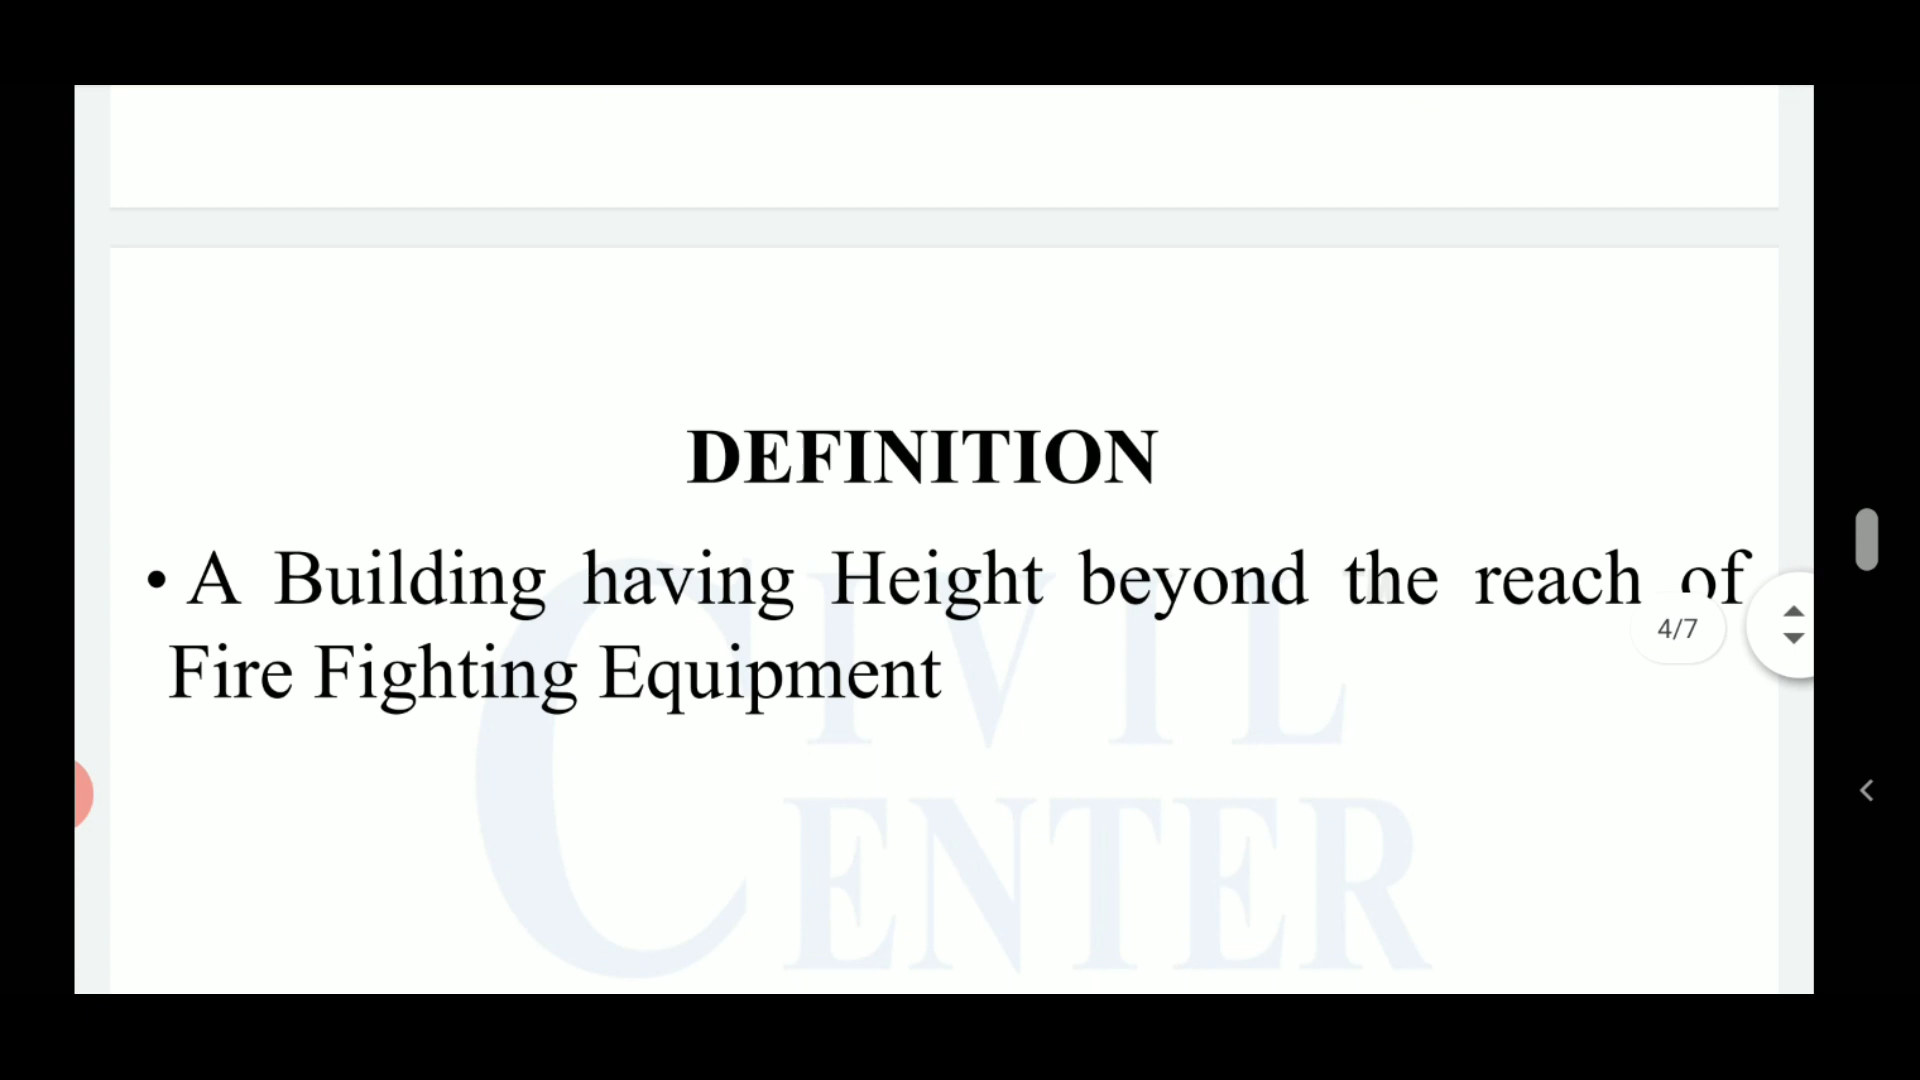 DEFINITION
• A Building having Height beyond the reach of
Fire Fighting Equipment
4/7
CIVIL
CENTER